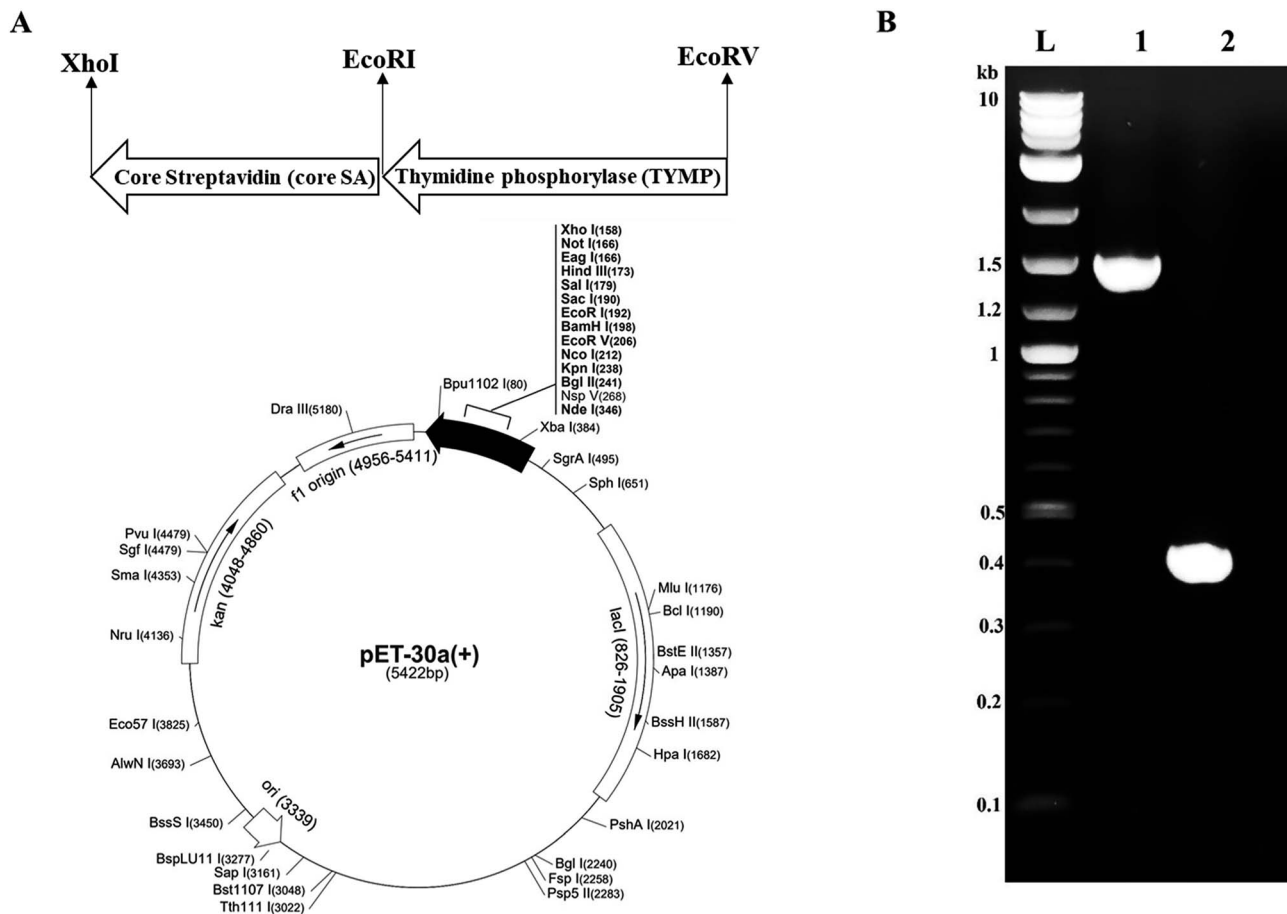 A
XhoI
EcoRI
EcoRV
Core Streptavidin (core SA)
Thymidine phosphorylase (TYMP)
Xho I(158)
Not I(166)
Eag I(166)
Hind III(173)
Sal I(179)
Sac I(190)
EcoR I(192)
BamH I(198)
EcoR V(206)
Nco I(212)
Kpn I(238)
Bgl II(241)
Nsp V(268)
Nde I(346)
Bpu1102 I(80)
Dra III(5180)
Xba I(384)
SgrA I(495)
Sph I(651)
f1 origin (4956-5411)
Pvu I(4479)
Sgf I(4479)
Sma I(4353)
kan (4048-4860)
Nru I(4136)
Mlu I(1176)
Bcl I(1190)
BstE II(1357)
Apa I(1387)
lacI (826-1905)
BssH II(1587)
Hpa I(1682)
pET-30a(+)
(5422bp)
Eco57 I(3825)
AlwN I(3693)
ori (3339)
BssS I(3450)
PshA I(2021)
BspLU11 I(3277)
Sap I(3161)
Bst1107 I(3048)
Tth111 I(3022)
Bgl I(2240)
Fsp I(2258)
Psp5 II(2283)
B
L 1 2
kb
10
1.5
1.2
1
0.5
0.4
0.3
0.2
0.1